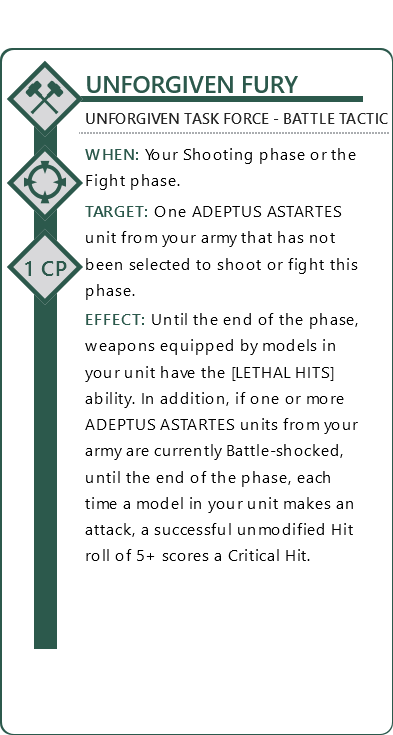 UNFORGIVEN FURY
UNFORGIVEN TASK FORCE - BATTLE TACTIC
WHEN: Your Shooting phase or the
Fight phase.
TARGET: One ADEPTUS ASTARTES
unit from your army that has not
been selected to shoot or fight this
phase.
1 CP
EFFECT: Until the end of the phase,
weapons equipped by models in
your unit have the [LETHAL HITS]
ability. In addition, if one or more
ADEPTUS ASTARTES units from your
army are currently Battle-shocked,
until the end of the phase, each
time a model in your unit makes an
attack, a successful unmodified Hit
roll of 5+ scores a Critical Hit.